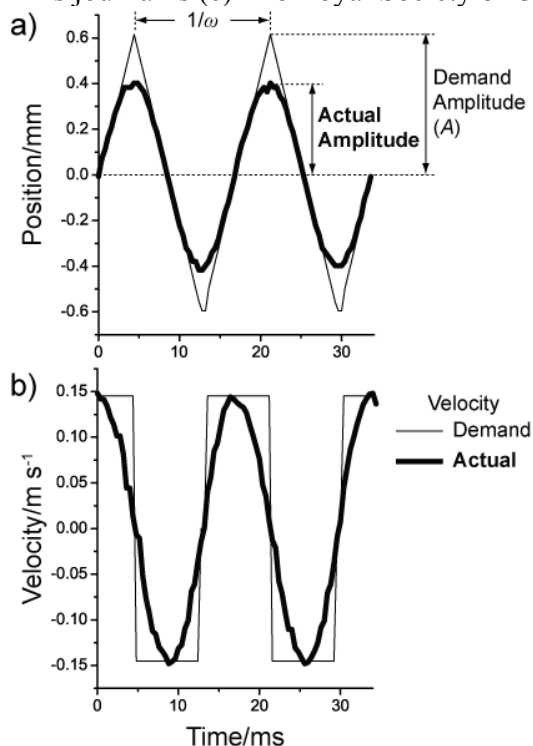 a)
1/ω
0.6
0.4
0.2
0.0
-0.2
-0.4
-0.6
Position/mm
Actual
Amplitude
Demand
Amplitude
(A)
0 10 20 30
b)
0.15
0.10
0.05
0.00
-0.05
-0.10
-0.15
Velocity/m s⁻¹
Velocity
Demand
Actual
0 10 20 30
Time/ms